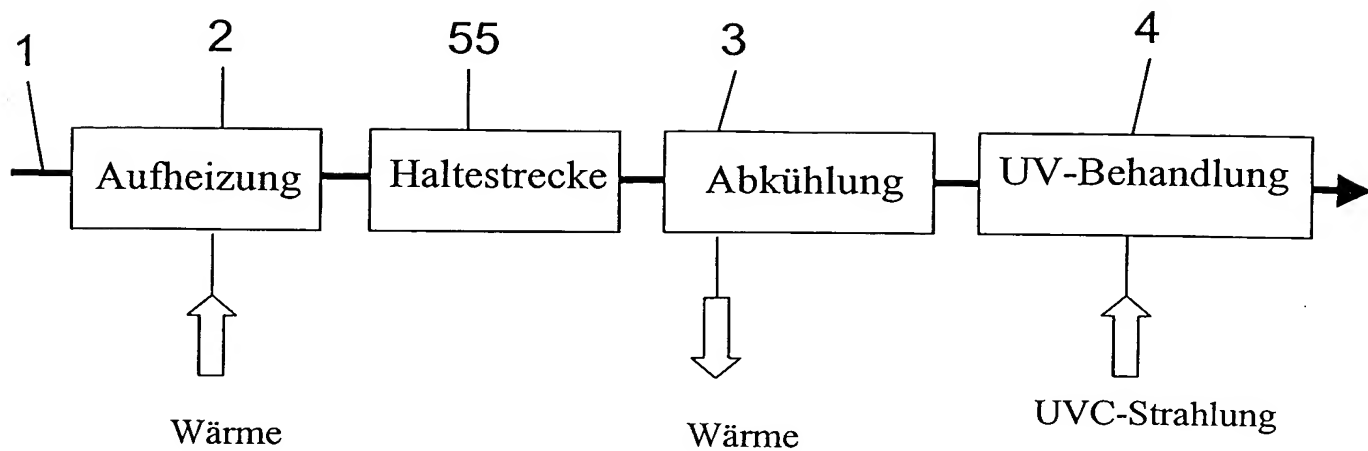 1
2
55
3
4
Aufheizung
Haltestrecke
Abkühlung
UV-Behandlung
Wärme
Wärme
UVC-Strahlung